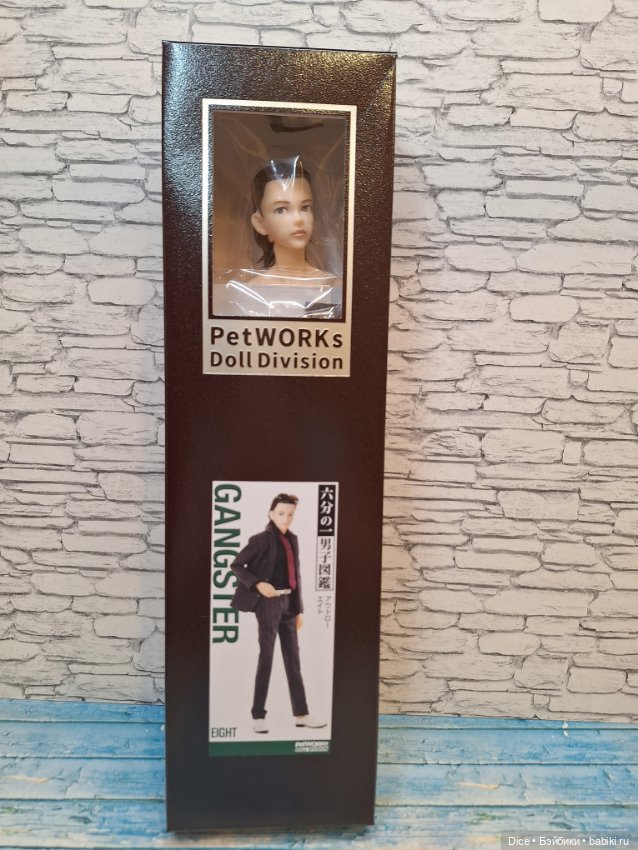 PetWORKs
Doll Division
GANGSTER
六分の一
男子図鑑
アウトロー
エイト
EIGHT
PetWORKs
Dice • Бэйбики • babiki.ru